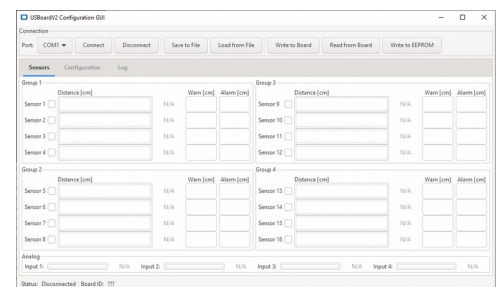 IJSBoardV2 Configuration GUI
Connection
Port: COM1 Connect Disconnect Save to File Load from File Write to Board Read from Board Write to EEPROM
Sensors Configuration Log
Group 1
Distance [cm] Warn [cm] Alarm [cm]
Sensor 1 N/A
Sensor 2 N/A
Sensor 3 N/A
Sensor 4 N/A
Group 3
Distance [cm] Warn [cm] Alarm [cm]
Sensor 9 N/A
Sensor 10 N/A
Sensor 11 N/A
Sensor 12 N/A
Group 2
Distance [cm] Warn [cm] Alarm [cm]
Sensor 5 N/A
Sensor 6 N/A
Sensor 7 N/A
Sensor 8 N/A
Group 4
Distance [cm] Warn [cm] Alarm [cm]
Sensor 13 N/A
Sensor 14 N/A
Sensor 15 N/A
Sensor 16 N/A
Analog
Input 1: N/A Input 2: N/A Input 3: N/A Input 4: N/A
Status: Disconnected Board ID: ???